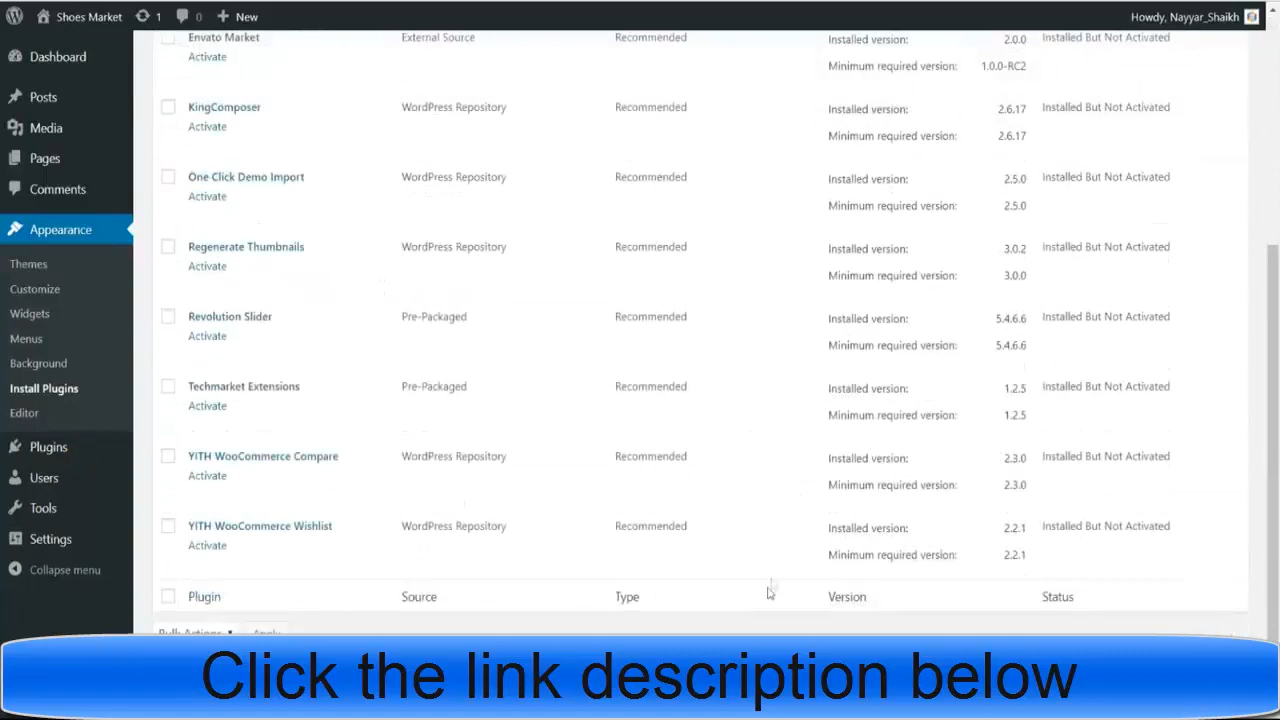 Shoes Market 1 0 New Howdy, Nayyar_Shaikh
Dashboard
Posts
Media
Pages
Comments
Appearance
Themes
Customize
Widgets
Menus
Background
Install Plugins
Editor
Plugins
Users
Tools
Settings
Collapse menu
Envato Market External Source Recommended Installed version: 2.0.0 Installed But Not Activated
Activate Minimum required version: 1.0.0-RC2
KingComposer WordPress Repository Recommended Installed version: 2.6.17 Installed But Not Activated
Activate Minimum required version: 2.6.17
One Click Demo Import WordPress Repository Recommended Installed version: 2.5.0 Installed But Not Activated
Activate Minimum required version: 2.5.0
Regenerate Thumbnails WordPress Repository Recommended Installed version: 3.0.2 Installed But Not Activated
Activate Minimum required version: 3.0.0
Revolution Slider Pre-Packaged Recommended Installed version: 5.4.6.6 Installed But Not Activated
Activate Minimum required version: 5.4.6.6
Techmarket Extensions Pre-Packaged Recommended Installed version: 1.2.5 Installed But Not Activated
Activate Minimum required version: 1.2.5
YITH WooCommerce Compare WordPress Repository Recommended Installed version: 2.3.0 Installed But Not Activated
Activate Minimum required version: 2.3.0
YITH WooCommerce Wishlist WordPress Repository Recommended Installed version: 2.2.1 Installed But Not Activated
Activate Minimum required version: 2.2.1
Plugin Source Type Version Status
Bulk Actions Apply
Click the link description below